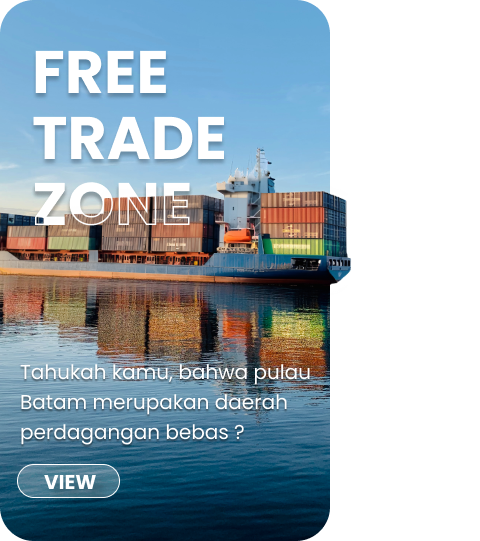 FREE
TRADE
ZONE
Tahukah kamu, bahwa pulau
Batam merupakan daerah
perdagangan bebas ?
VIEW